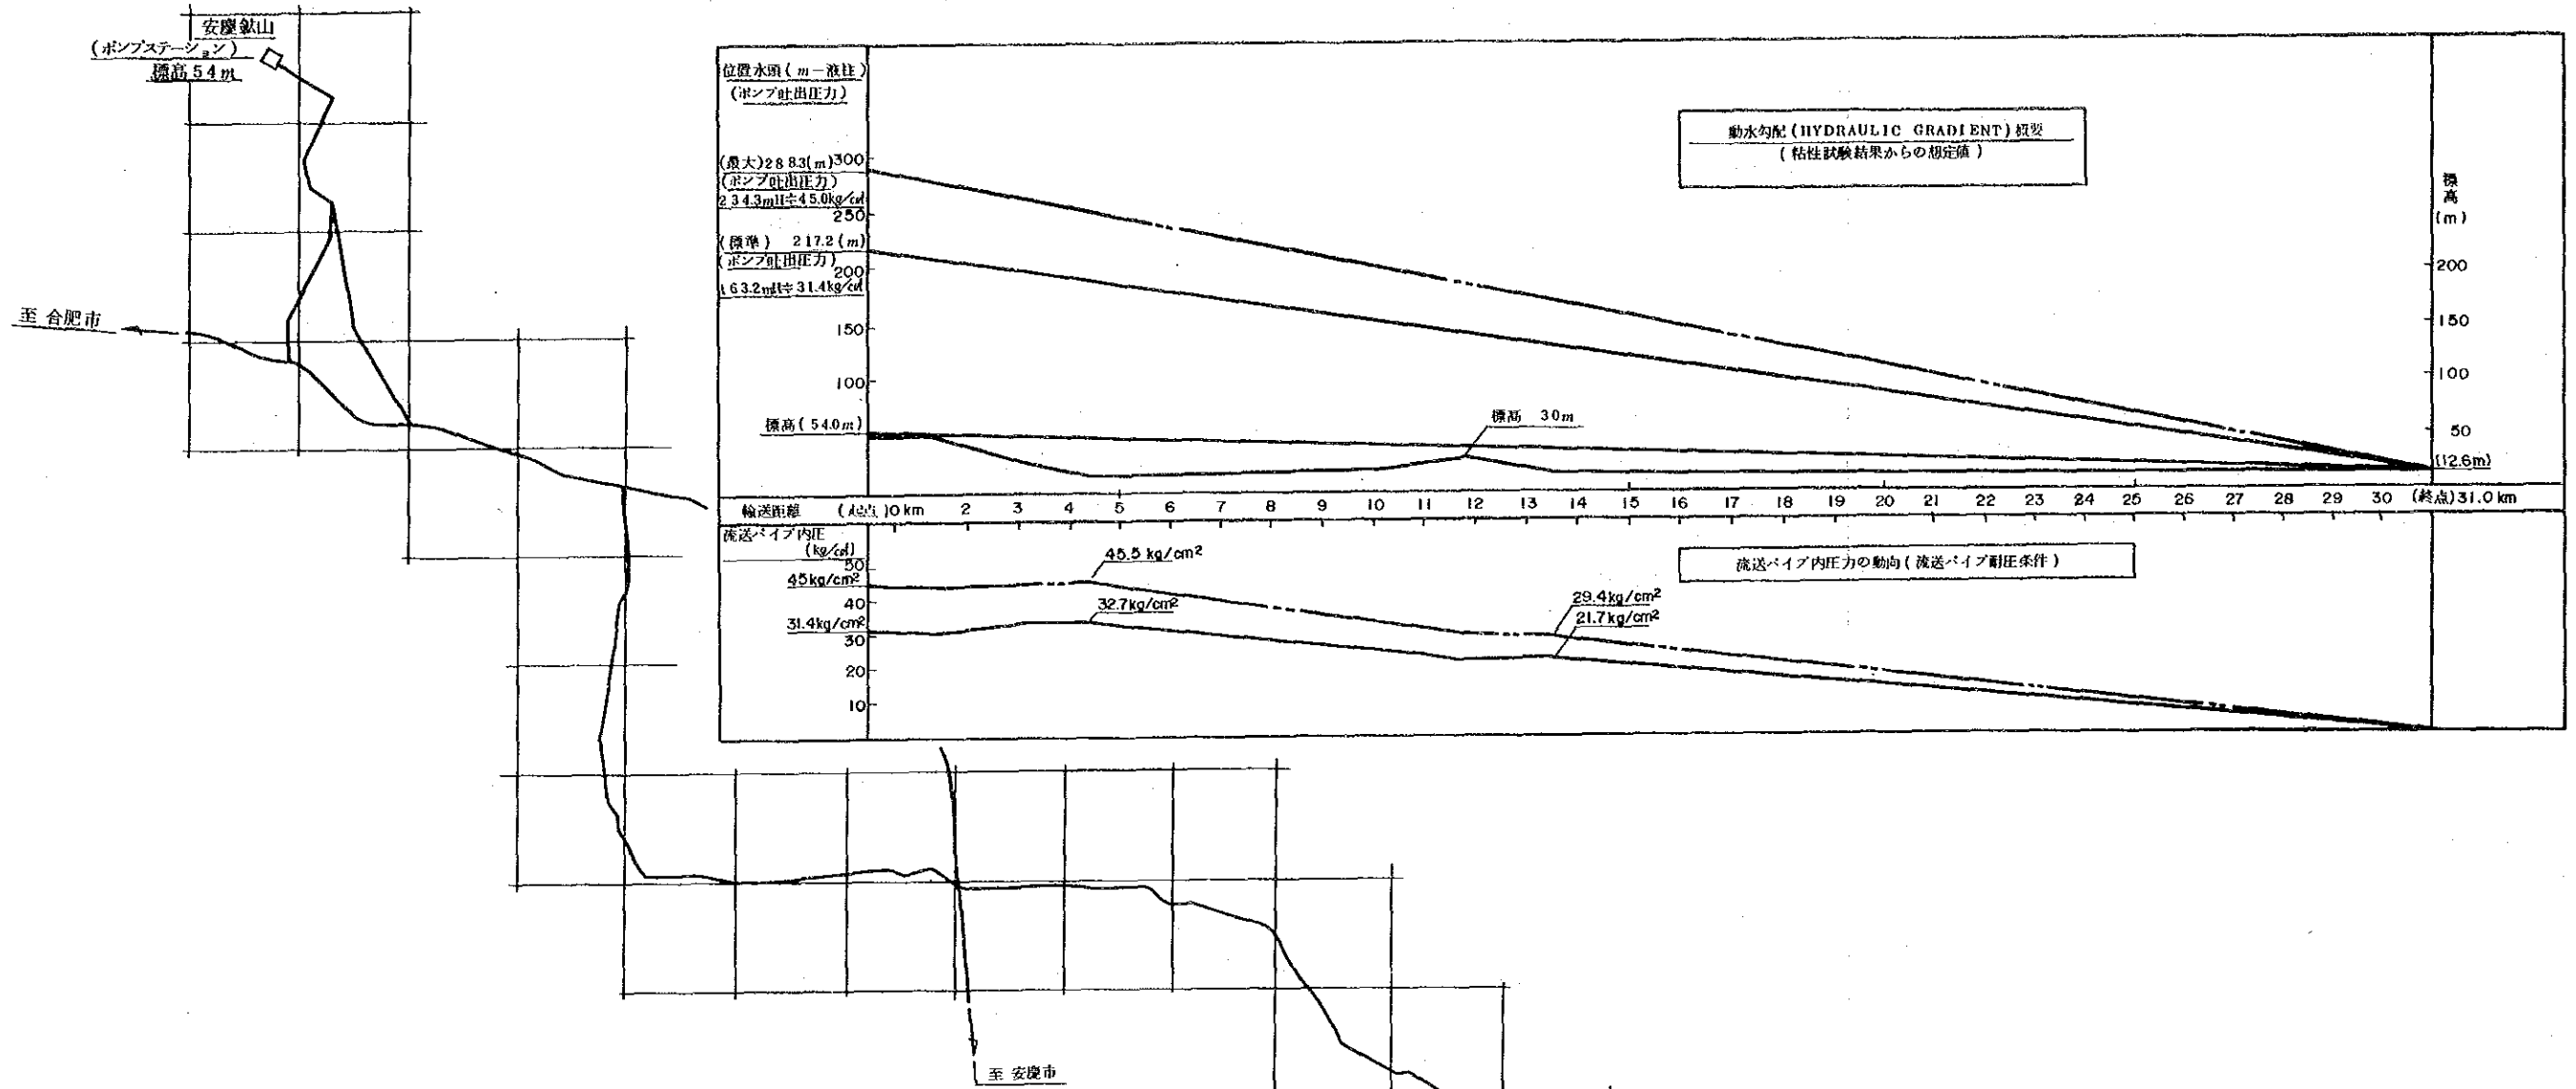 安慶鉱山
(ポンプステーション)
標高54m
至 合肥市
至 安慶市
位置水頭(m-液柱)
(ポンプ吐出圧力)
(最大)288.3(m)
300
(ポンプ吐出圧力)
234.3mH≒45.0kg/c㎡
250
(標準) 217.2(m)
(ポンプ吐出圧力)
200
163.2mH≒31.4kg/c㎡
150
100
標高(54.0m)
動水勾配(HYDRAULIC GRADIENT)概要
(粘性試験結果からの想定値)
標高 30m
標高
(m)
200
150
100
50
(12.6m)
輸送距離 (起点)0km 2 3 4 5 6 7 8 9 10 11 12 13 14 15 16 17 18 19 20 21 22 23 24 25 26 27 28 29 30 (終点)31.0km
流送パイプ内圧
(kg/c㎡)
50
45kg/cm²
40
31.4kg/cm²
30
20
10
45.5kg/cm²
32.7kg/cm²
流送パイプ内圧力の動向(流送パイプ耐圧条件)
29.4kg/cm²
21.7kg/cm²